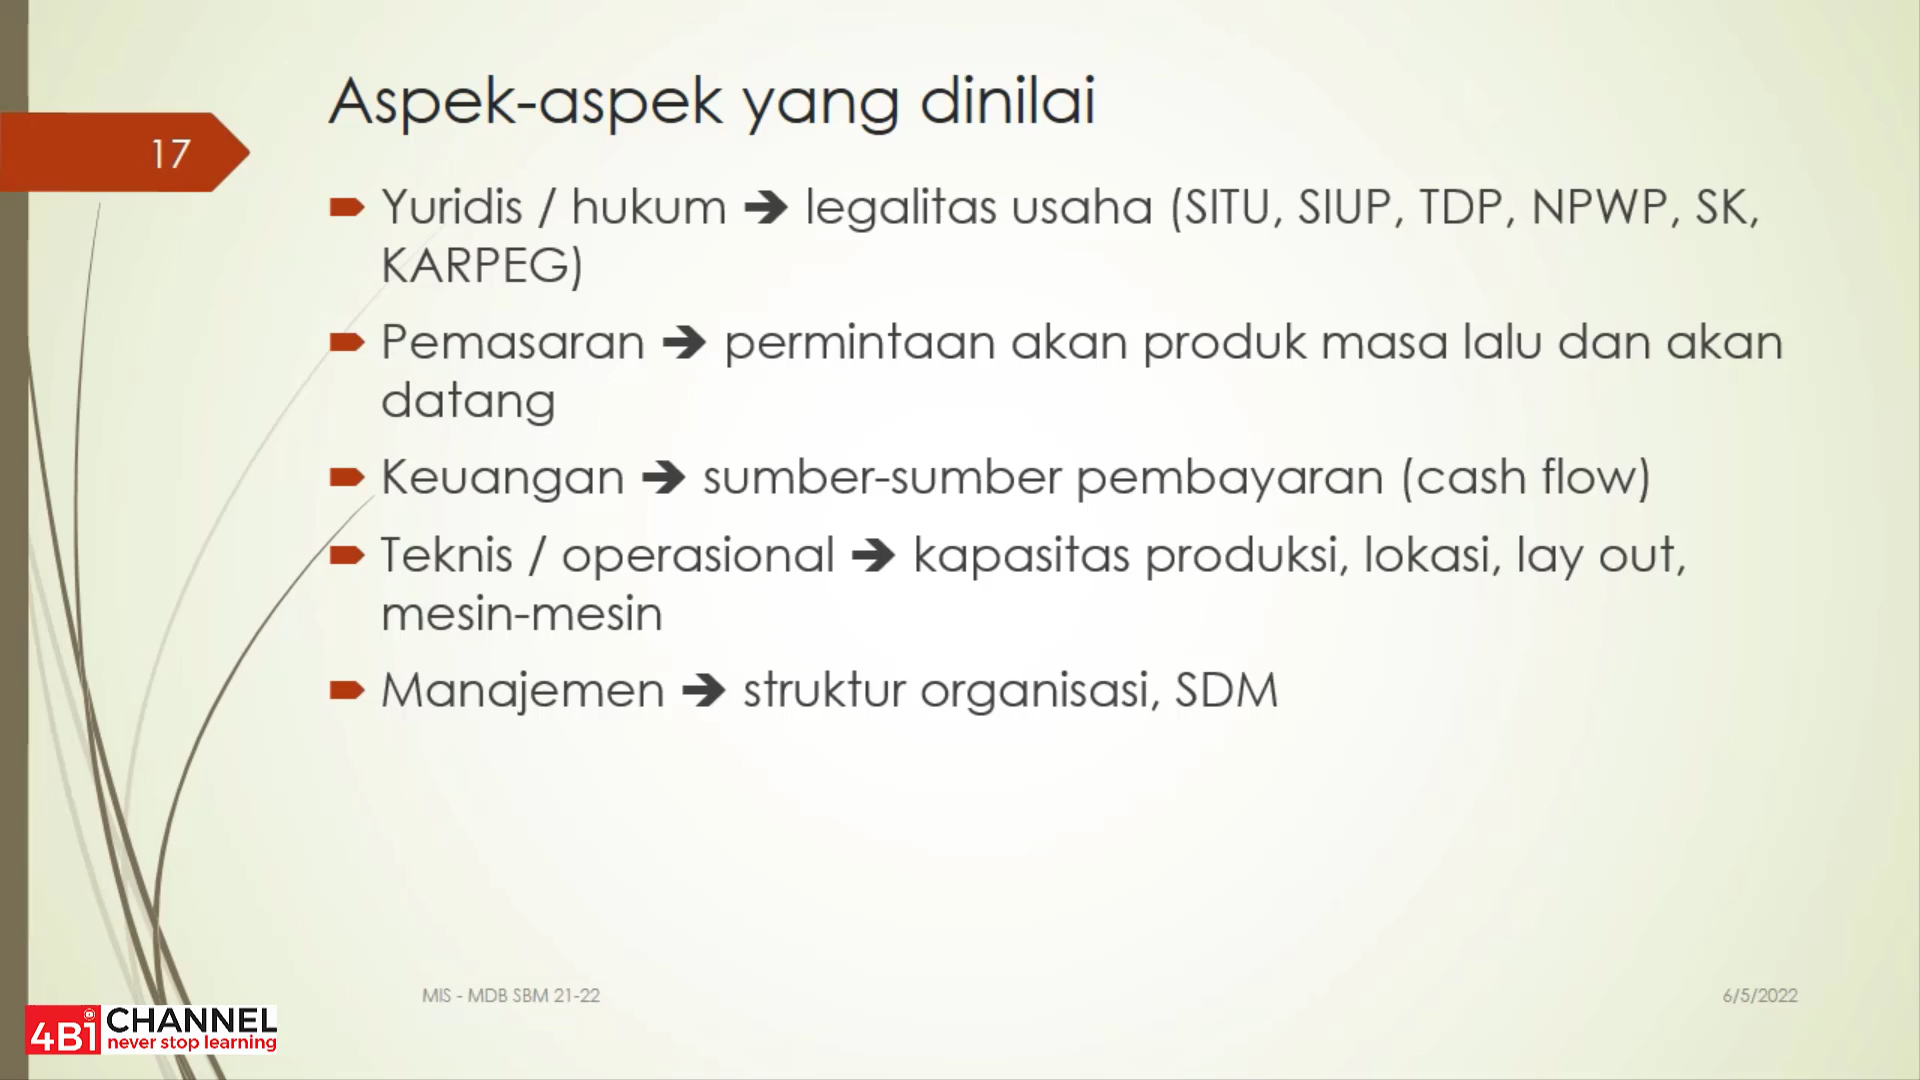 Aspek-aspek yang dinilai
17
Yuridis / hukum ➔ legalitas usaha (SITU, SIUP, TDP, NPWP, SK,
KARPEG)
Pemasaran ➔ permintaan akan produk masa lalu dan akan
datang
Keuangan ➔ sumber-sumber pembayaran (cash flow)
Teknis / operasional ➔ kapasitas produksi, lokasi, lay out,
mesin-mesin
Manajemen ➔ struktur organisasi, SDM
MIS - MDB SBM 21-22
6/5/2022
4Bi CHANNEL
never stop learning